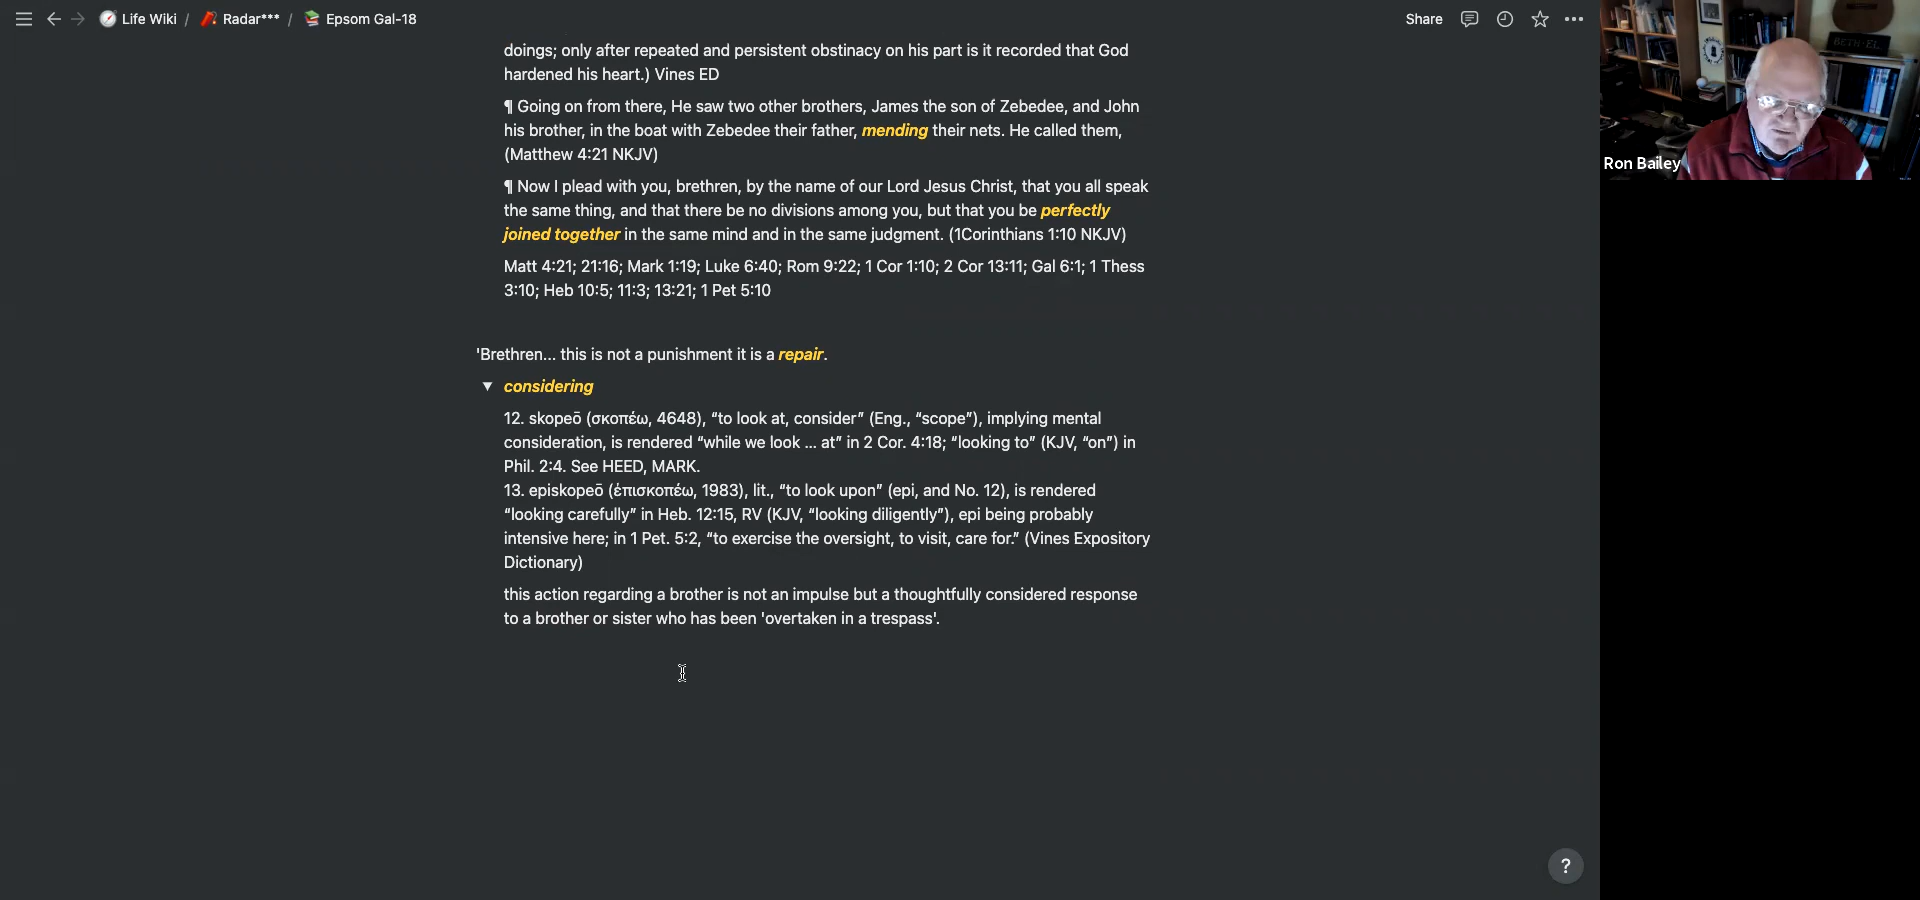 Life Wiki / Radar*** / Epsom Gal-18
Share
doings; only after repeated and persistent obstinacy on his part is it recorded that God
hardened his heart.) Vines ED
¶ Going on from there, He saw two other brothers, James the son of Zebedee, and John
his brother, in the boat with Zebedee their father, mending their nets. He called them,
(Matthew 4:21 NKJV)
¶ Now I plead with you, brethren, by the name of our Lord Jesus Christ, that you all speak
the same thing, and that there be no divisions among you, but that you be perfectly
joined together in the same mind and in the same judgment. (1Corinthians 1:10 NKJV)
Matt 4:21; 21:16; Mark 1:19; Luke 6:40; Rom 9:22; 1 Cor 1:10; 2 Cor 13:11; Gal 6:1; 1 Thess
3:10; Heb 10:5; 11:3; 13:21; 1 Pet 5:10
'Brethren... this is not a punishment it is a repair.
considering
12. skopeō (σκοπέω, 4648), “to look at, consider” (Eng., “scope”), implying mental
consideration, is rendered “while we look ... at” in 2 Cor. 4:18; “looking to” (KJV, “on”) in
Phil. 2:4. See HEED, MARK.
13. episkopeō (ἐπισκοπέω, 1983), lit., “to look upon” (epi, and No. 12), is rendered
“looking carefully” in Heb. 12:15, RV (KJV, “looking diligently”), epi being probably
intensive here; in 1 Pet. 5:2, “to exercise the oversight, to visit, care for.” (Vines Expository
Dictionary)
this action regarding a brother is not an impulse but a thoughtfully considered response
to a brother or sister who has been 'overtaken in a trespass'.
?
BETH-EL
Ron Bailey